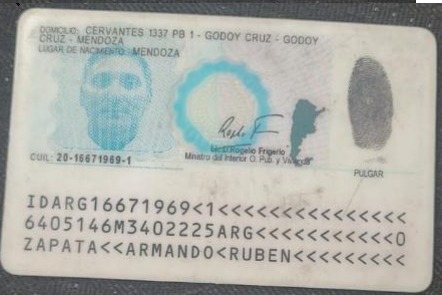 DOMICILIO: CERVANTES 1337 PB 1 - GODOY CRUZ - GODOY
CRUZ - MENDOZA
LUGAR DE NACIMIENTO: MENDOZA
Rogelio Frigerio
Ministro del Interior O. Pub. y Vivienda
CUIL: 20-16671969-1
PULGAR
IDARG16671969<1<<<<<<<<<<<<<<<
6405146M3402225ARG<<<<<<<<<<<0
ZAPATA<<ARMANDO<RUBEN<<<<<<<<<